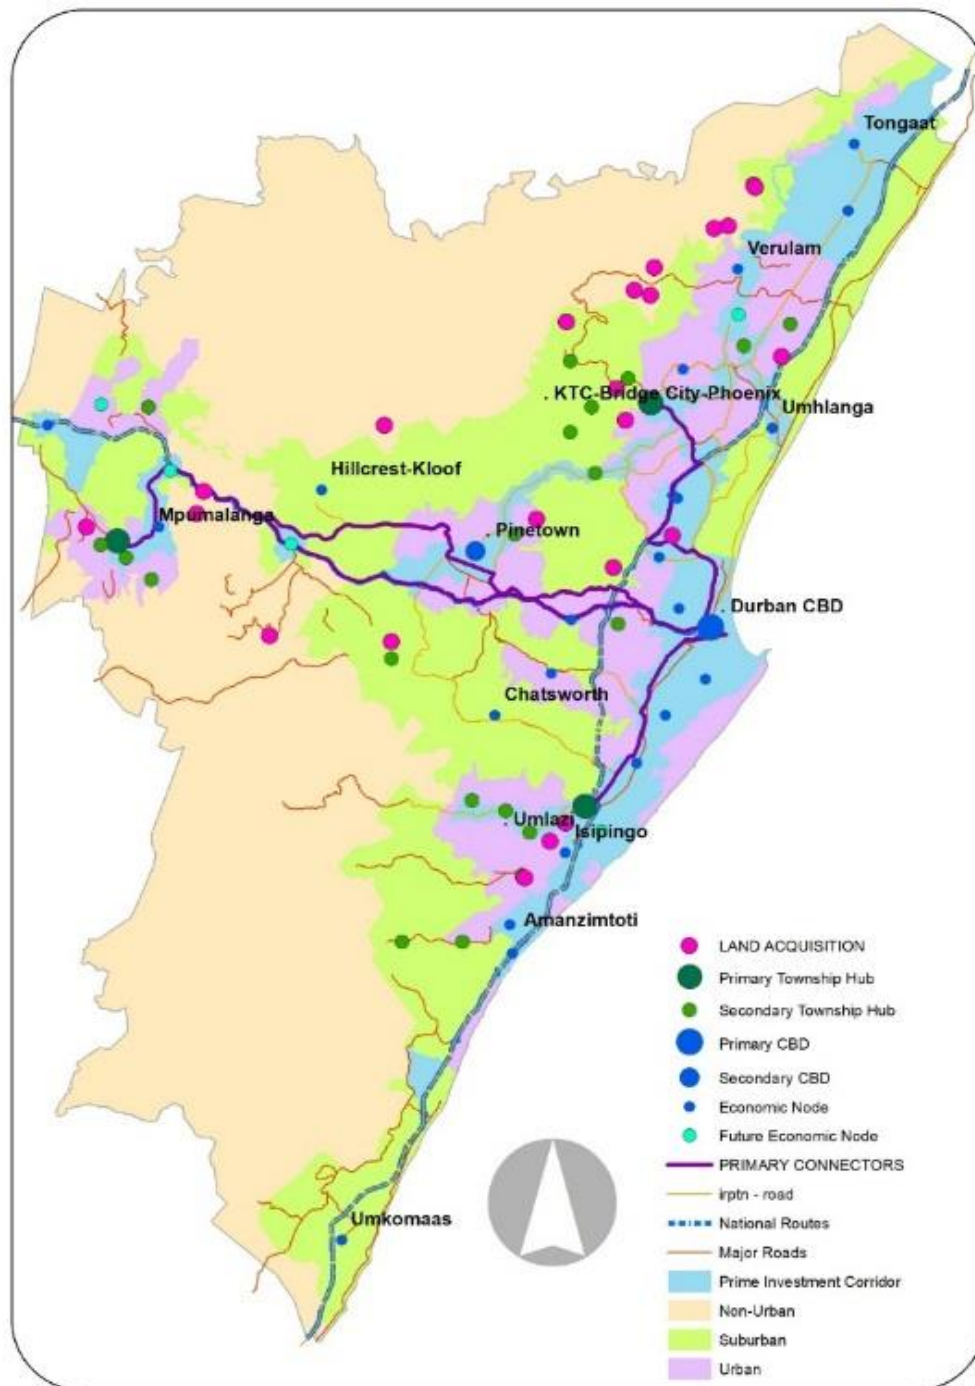 Tongaat
Verulam
. KTC-Bridge City-Phoenix
Umhlanga
Hillcrest-Kloof
Mpumalanga
. Pinetown
. Durban CBD
Chatsworth
. Umlazi
Isipingo
Amanzimtoti
Umkomaas
LAND ACQUISITION
Primary Township Hub
Secondary Township Hub
Primary CBD
Secondary CBD
Economic Node
Future Economic Node
PRIMARY CONNECTORS
irptn - road
National Routes
Major Roads
Prime Investment Corridor
Non-Urban
Suburban
Urban